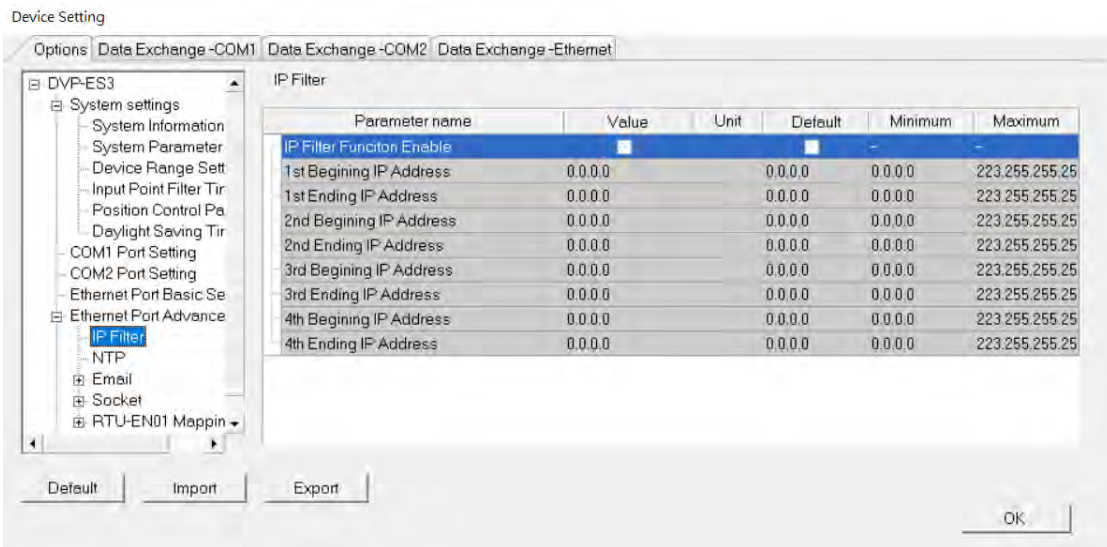 Device Setting
Options Data Exchange -COM1 Data Exchange -COM2 Data Exchange -Ethernet
DVP-ES3
System settings
System Information
System Parameter
Device Range Sett
Input Point Filter Tir
Position Control Pa
Daylight Saving Tir
COM1 Port Setting
COM2 Port Setting
Ethernet Port Basic Se
Ethernet Port Advance
IP Filter
NTP
Email
Socket
RTU-EN01 Mappin
IP Filter
Parameter name Value Unit Default Minimum Maximum
IP Filter Funciton Enable - -
1st Begining IP Address 0.0.0.0 0.0.0.0 0.0.0.0 223.255.255.25
1st Ending IP Address 0.0.0.0 0.0.0.0 0.0.0.0 223.255.255.25
2nd Begining IP Address 0.0.0.0 0.0.0.0 0.0.0.0 223.255.255.25
2nd Ending IP Address 0.0.0.0 0.0.0.0 0.0.0.0 223.255.255.25
3rd Begining IP Address 0.0.0.0 0.0.0.0 0.0.0.0 223.255.255.25
3rd Ending IP Address 0.0.0.0 0.0.0.0 0.0.0.0 223.255.255.25
4th Begining IP Address 0.0.0.0 0.0.0.0 0.0.0.0 223.255.255.25
4th Ending IP Address 0.0.0.0 0.0.0.0 0.0.0.0 223.255.255.25
Default Import Export
OK